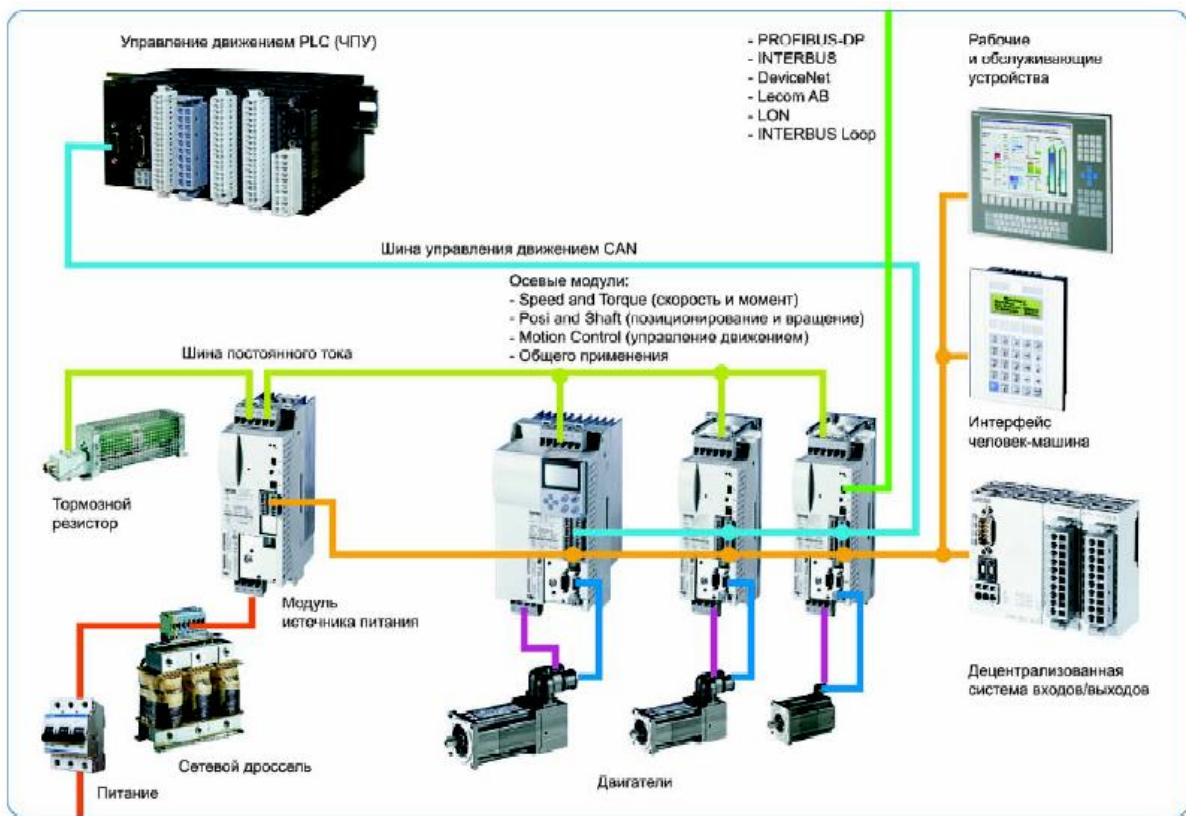 Управление движением PLC (ЧПУ)
- PROFIBUS-DP
- INTERBUS
- DeviceNet
- Lecom AB
- LON
- INTERBUS Loop
Рабочие
и обслуживающие
устройства
Шина управления движением CAN
Осевые модули:
- Speed and Torque (скорость и момент)
- Posi and Shaft (позиционирование и вращение)
- Motion Control (управление движением)
- Общего применения
Шина постоянного тока
Интерфейс
человек-машина
Тормозной
резистор
Модуль
источника питания
Децентрализованная
система входов/выходов
Сетевой дроссель
Двигатели
Питание